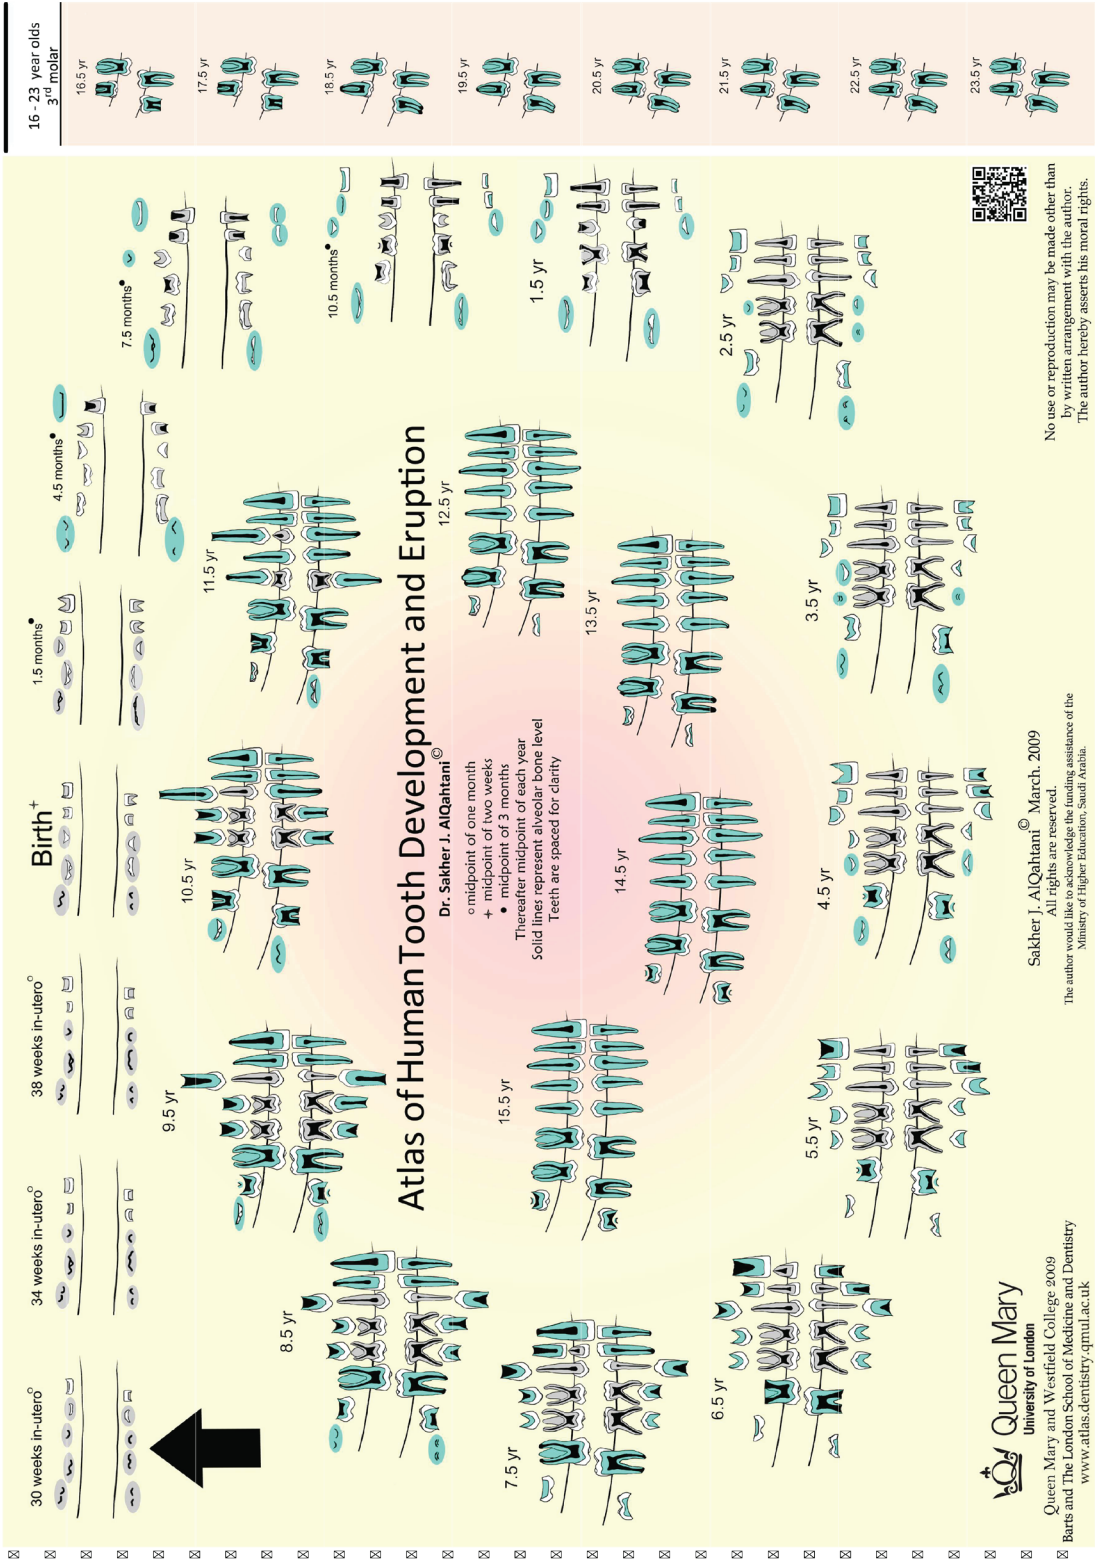 16 - 23 year olds
3rd molar
16.5 yr
17.5 yr
18.5 yr
19.5 yr
20.5 yr
21.5 yr
22.5 yr
23.5 yr
30 weeks in-utero○
34 weeks in-utero○
38 weeks in-utero○
Birth+
1.5 months●
4.5 months●
7.5 months●
10.5 months●
1.5 yr
2.5 yr
3.5 yr
4.5 yr
5.5 yr
6.5 yr
7.5 yr
8.5 yr
9.5 yr
10.5 yr
11.5 yr
12.5 yr
13.5 yr
14.5 yr
15.5 yr
Atlas of Human Tooth Development and Eruption
Dr. Sakher J. AlQahtani©
○ midpoint of one month
+ midpoint of two weeks
● midpoint of 3 months
Thereafter midpoint of each year
Solid lines represent alveolar bone level
Teeth are spaced for clarity
Queen Mary
University of London
Queen Mary and Westfield College 2009
Barts and The London School of Medicine and Dentistry
www.atlas.dentistry.qmul.ac.uk
Sakher J. AlQahtani© March. 2009
All rights are reserved.
The author would like to acknowledge the funding assistance of the
Ministry of Higher Education, Saudi Arabia.
No use or reproduction may be made other than
by written arrangement with the author.
The author hereby asserts his moral rights.